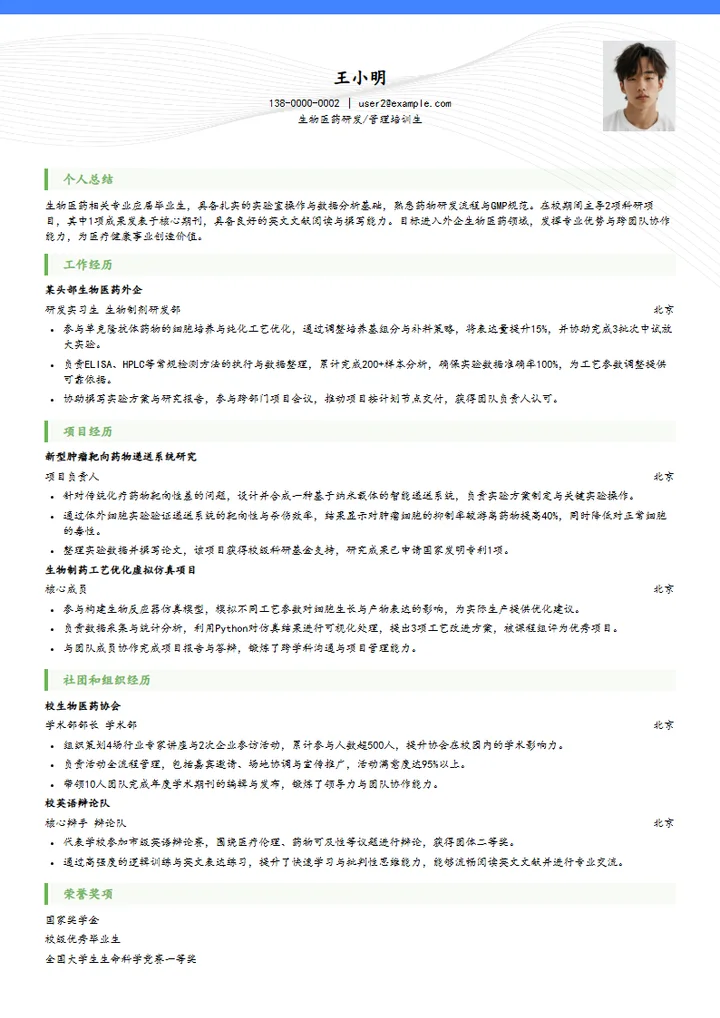 王小明
138-0000-0002 | user2@example.com
生物医药研发/管理培训生
个人总结
生物医药相关专业应届毕业生，具备扎实的实验室操作与数据分析基础，熟悉药物研发流程与GMP规范。在校期间主导2项科研项
目，其中1项成果发表于核心期刊，具备良好的英文文献阅读与撰写能力。目标进入外企生物医药领域，发挥专业优势与跨团队协作
能力，为医疗健康事业创造价值。
工作经历
某头部生物医药外企
研发实习生 生物制剂研发部 北京
• 参与单克隆抗体药物的细胞培养与纯化工艺优化，通过调整培养基组分与补料策略，将表达量提升15%，并协助完成3批次中试放
大实验。
• 负责ELISA、HPLC等常规检测方法的执行与数据整理，累计完成200+样本分析，确保实验数据准确率100%，为工艺参数调整提供
可靠依据。
• 协助撰写实验方案与研究报告，参与跨部门项目会议，推动项目按计划节点交付，获得团队负责人认可。
项目经历
新型肿瘤靶向药物递送系统研究
项目负责人 北京
• 针对传统化疗药物靶向性差的问题，设计并合成一种基于纳米载体的智能递送系统，负责实验方案制定与关键实验操作。
• 通过体外细胞实验验证递送系统的靶向性与杀伤效率，结果显示对肿瘤细胞的抑制率较游离药物提高40%，同时降低对正常细胞
的毒性。
• 整理实验数据并撰写论文，该项目获得校级科研基金支持，研究成果已申请国家发明专利1项。
生物制药工艺优化虚拟仿真项目
核心成员 北京
• 参与构建生物反应器仿真模型，模拟不同工艺参数对细胞生长与产物表达的影响，为实际生产提供优化建议。
• 负责数据采集与统计分析，利用Python对仿真结果进行可视化处理，提出3项工艺改进方案，被课程组评为优秀项目。
• 与团队成员协作完成项目报告与答辩，锻炼了跨学科沟通与项目管理能力。
社团和组织经历
校生物医药协会
学术部部长 学术部 北京
• 组织策划4场行业专家讲座与2次企业参访活动，累计参与人数超500人，提升协会在校园内的学术影响力。
• 负责活动全流程管理，包括嘉宾邀请、场地协调与宣传推广，活动满意度达95%以上。
• 带领10人团队完成年度学术期刊的编辑与发布，锻炼了领导力与团队协作能力。
校英语辩论队
核心辩手 辩论队 北京
• 代表学校参加市级英语辩论赛，围绕医疗伦理、药物可及性等议题进行辩论，获得团体二等奖。
• 通过高强度的逻辑训练与英文表达练习，提升了快速学习与批判性思维能力，能够流畅阅读英文文献并进行专业交流。
荣誉奖项
国家奖学金
校级优秀毕业生
全国大学生生命科学竞赛一等奖